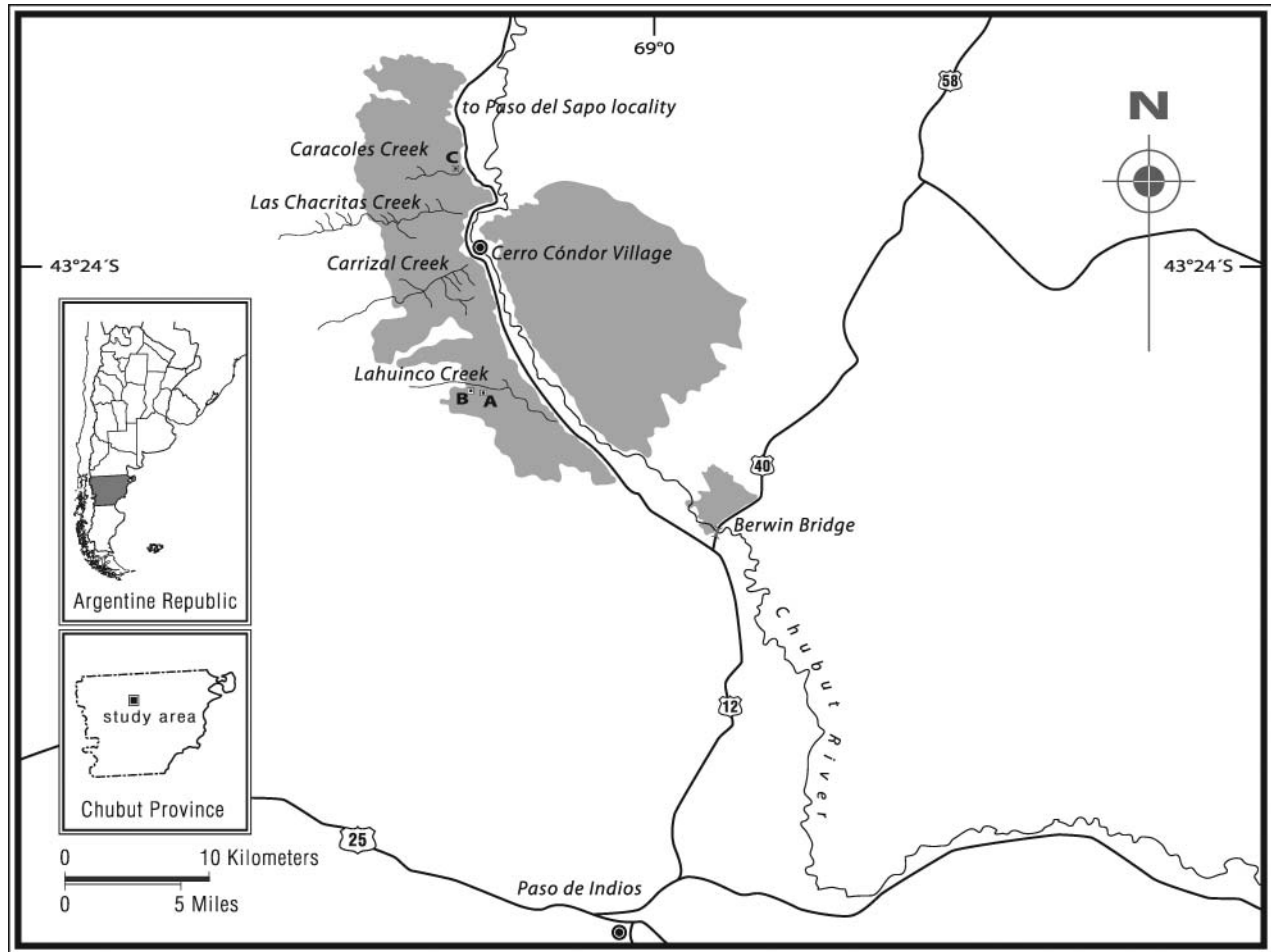 69°0
58
to Paso del Sapo locality
N
Caracoles Creek
C
Las Chacritas Creek
Cerro Cóndor Village
Carrizal Creek
43°24´S
43°24´S
Lahuinco Creek
B
A
40
Berwin Bridge
Argentine Republic
Chubut River
study area
12
Chubut Province
25
0 10 Kilometers
0 5 Miles
Paso de Indios